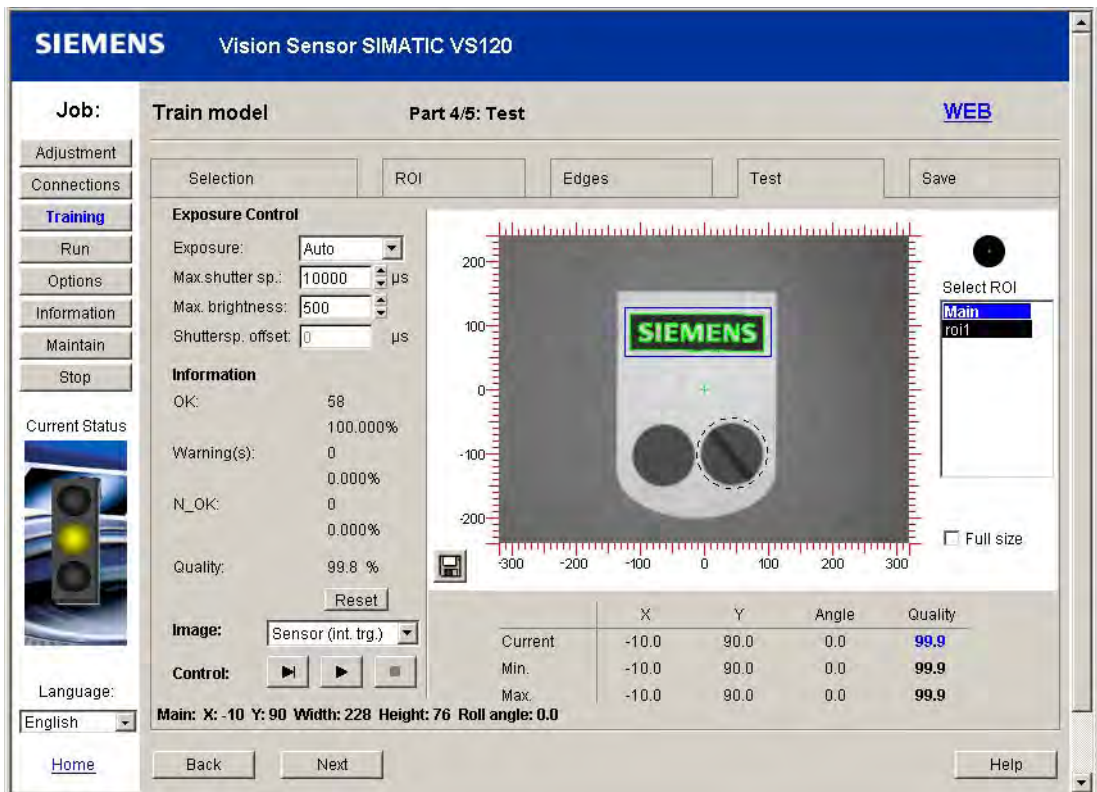 SIEMENS Vision Sensor SIMATIC VS120
Job:
Adjustment
Connections
Training
Run
Options
Information
Maintain
Stop
Current Status
Language:
English
Home
Train model Part 4/5: Test WEB
Selection ROI Edges Test Save
Exposure Control
Exposure: Auto
Max.shutter sp.: 10000 µs
Max. brightness: 500
Shuttersp. offset: 0 µs
Information
OK: 58
100.000%
Warning(s): 0
0.000%
N_OK: 0
0.000%
Quality: 99.8 %
Reset
Image: Sensor (int. trg.)
Control:
200
100
0
-100
-200
-300 -200 -100 0 100 200 300
SIEMENS
Select ROI
Main
roi1
Full size
X Y Angle Quality
Current -10.0 90.0 0.0 99.9
Min. -10.0 90.0 0.0 99.9
Max. -10.0 90.0 0.0 99.9
Main: X: -10 Y: 90 Width: 228 Height: 76 Roll angle: 0.0
Back Next Help